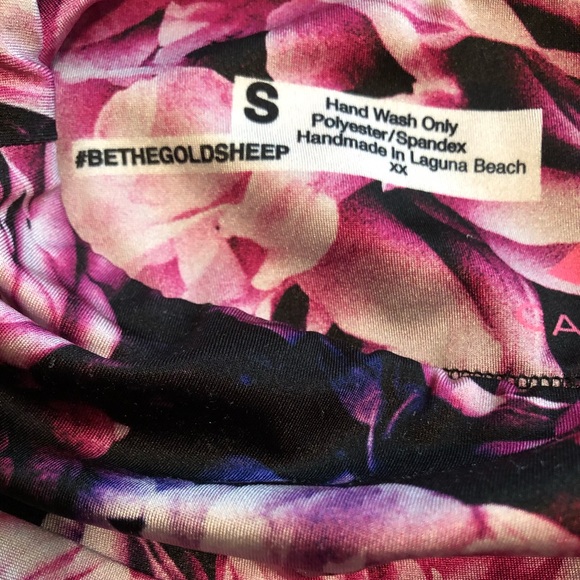 S
#BETHEGOLDSHEEP
Hand Wash Only
Polyester/Spandex
Handmade In Laguna Beach
xx